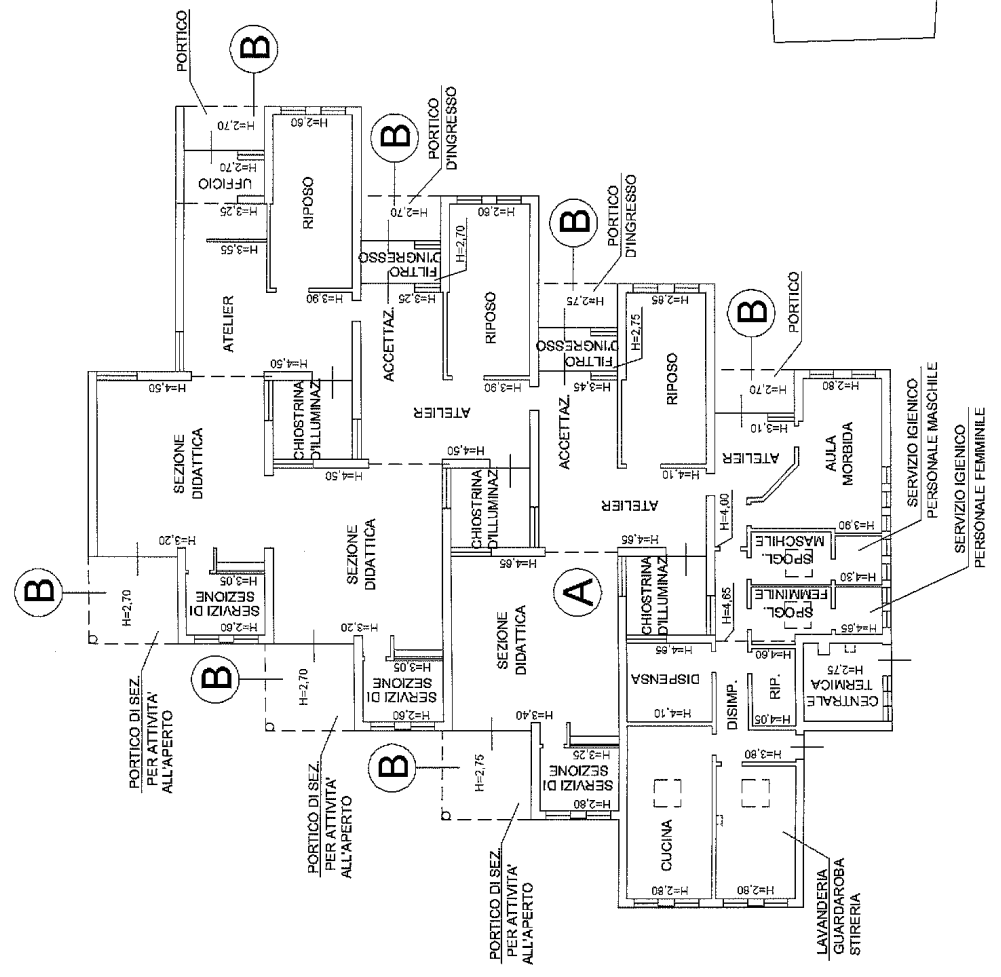 PORTICO
B
H=2,70
UFFICIO
H=2,70
H=3,25
H=3,55
H=2,60
RIPOSO
H=3,90
ATELIER
H=4,50
H=4,50
B
PORTICO
D'INGRESSO
H=2,70
FILTRO
D'INGRESSO
H=2,70
H=3,25
ACCETTAZ.
H=2,60
RIPOSO
H=3,90
ATELIER
H=4,50
H=4,50
CHIOSTRINA
D'ILLUMINAZ.
SEZIONE
DIDATTICA
H=3,20
B
H=2,70
H=3,05
SERVIZI DI
SEZIONE
H=2,60
PORTICO DI SEZ.
PER ATTIVITA'
ALL'APERTO
B
PORTICO
D'INGRESSO
H=2,75
FILTRO
D'INGRESSO
H=2,75
H=3,45
ACCETTAZ.
H=2,85
RIPOSO
H=4,10
ATELIER
H=4,65
H=4,65
CHIOSTRINA
D'ILLUMINAZ.
SEZIONE
DIDATTICA
H=3,20
B
H=2,70
H=3,05
SERVIZI DI
SEZIONE
H=2,60
PORTICO DI SEZ.
PER ATTIVITA'
ALL'APERTO
B
PORTICO
H=2,70
H=3,10
ATELIER
H=2,80
AULA
MORBIDA
H=3,90
H=4,00
SPOGL.
MASCHILE
H=4,30
SERVIZIO IGIENICO
PERSONALE MASCHILE
SPOGL.
FEMMINILE
H=4,65
H=4,65
SERVIZIO IGIENICO
PERSONALE FEMMINILE
CHIOSTRINA
D'ILLUMINAZ.
A
SEZIONE
DIDATTICA
H=3,40
B
H=2,75
H=3,25
SERVIZI DI
SEZIONE
H=2,80
PORTICO DI SEZ.
PER ATTIVITA'
ALL'APERTO
H=4,65
DISPENSA
H=4,10
DISIMP.
H=4,60
RIP.
H=4,05
H=2,75
CENTRALE
TERMICA
H=3,80
CUCINA
H=2,80
H=2,80
LAVANDERIA
GUARDAROBA
STIRERIA